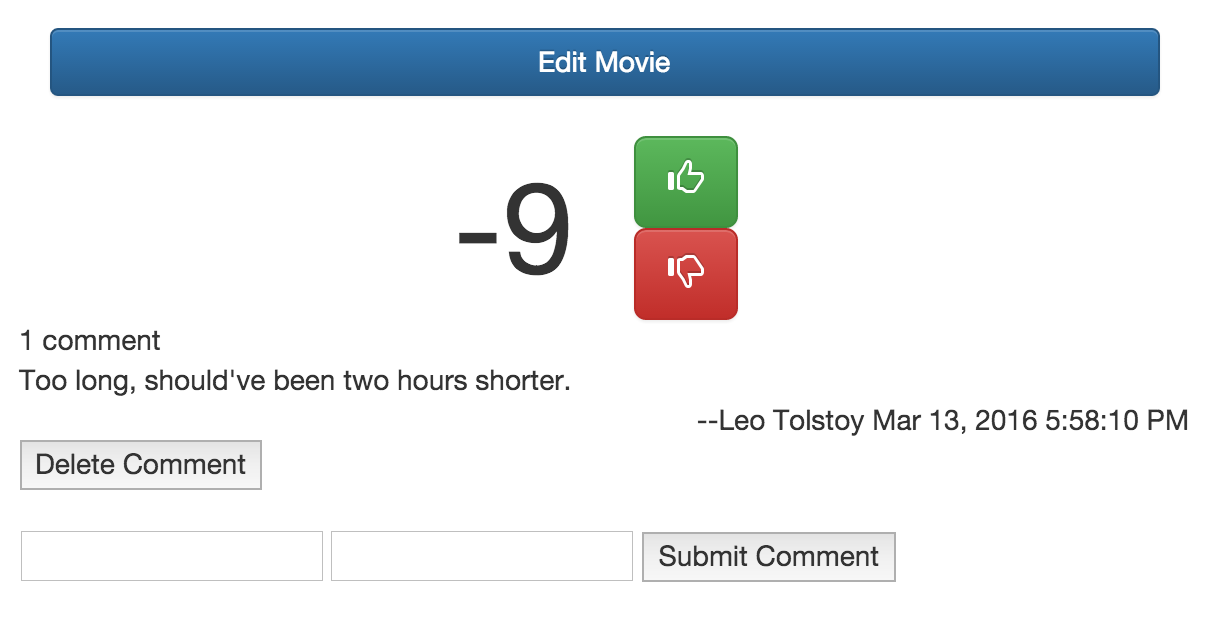 Edit Movie
-9
1 comment
Too long, should've been two hours shorter.
--Leo Tolstoy Mar 13, 2016 5:58:10 PM
Delete Comment
Submit Comment